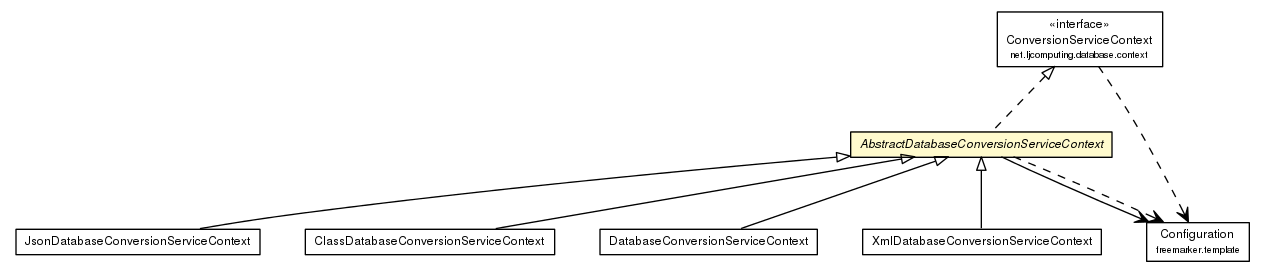 «interface»
ConversionServiceContext
net.ljcomputing.database.context
AbstractDatabaseConversionServiceContext
JsonDatabaseConversionServiceContext
ClassDatabaseConversionServiceContext
DatabaseConversionServiceContext
XmlDatabaseConversionServiceContext
Configuration
freemarker.template